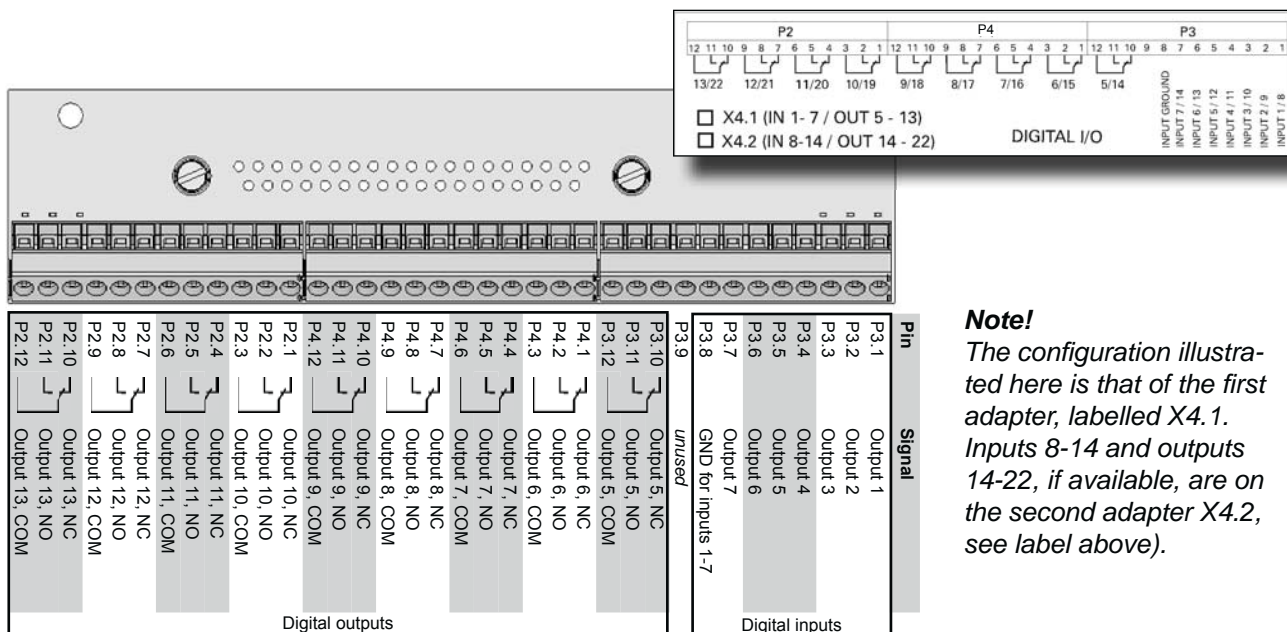 P2 P4 P3
12 11 10 9 8 7 6 5 4 3 2 1 12 11 10 9 8 7 6 5 4 3 2 1 12 11 10 9 8 7 6 5 4 3 2 1
13/22 12/21 11/20 10/19 9/18 8/17 7/16 6/15 5/14
INPUT GROUND
INPUT 7 / 14
INPUT 6 / 13
INPUT 5 / 12
INPUT 4 / 11
INPUT 3 / 10
INPUT 2 / 9
INPUT 1 / 8
X4.1 (IN 1- 7 / OUT 5 - 13)
X4.2 (IN 8-14 / OUT 14 - 22)
DIGITAL I/O
Pin Signal
P3.1 Output 1
P3.2 Output 2
P3.3 Output 3
P3.4 Output 4
P3.5 Output 5
P3.6 Output 6
P3.7 Output 7
P3.8 GND for inputs 1-7
P3.9 unused
P3.10 Output 5, NC
P3.11 Output 5, NO
P3.12 Output 5, COM
P4.1 Output 6, NC
P4.2 Output 6, NO
P4.3 Output 6, COM
P4.4 Output 7, NC
P4.5 Output 7, NO
P4.6 Output 7, COM
P4.7 Output 8, NC
P4.8 Output 8, NO
P4.9 Output 8, COM
P4.10 Output 9, NC
P4.11 Output 9, NO
P4.12 Output 9, COM
P2.1 Output 10, NC
P2.2 Output 10, NO
P2.3 Output 10, COM
P2.4 Output 11, NC
P2.5 Output 11, NO
P2.6 Output 11, COM
P2.7 Output 12, NC
P2.8 Output 12, NO
P2.9 Output 12, COM
P2.10 Output 13, NC
P2.11 Output 13, NO
P2.12 Output 13, COM
Digital outputs
Digital inputs
Note!
The configuration illustra-
ted here is that of the first
adapter, labelled X4.1.
Inputs 8-14 and outputs
14-22, if available, are on
the second adapter X4.2,
see label above).